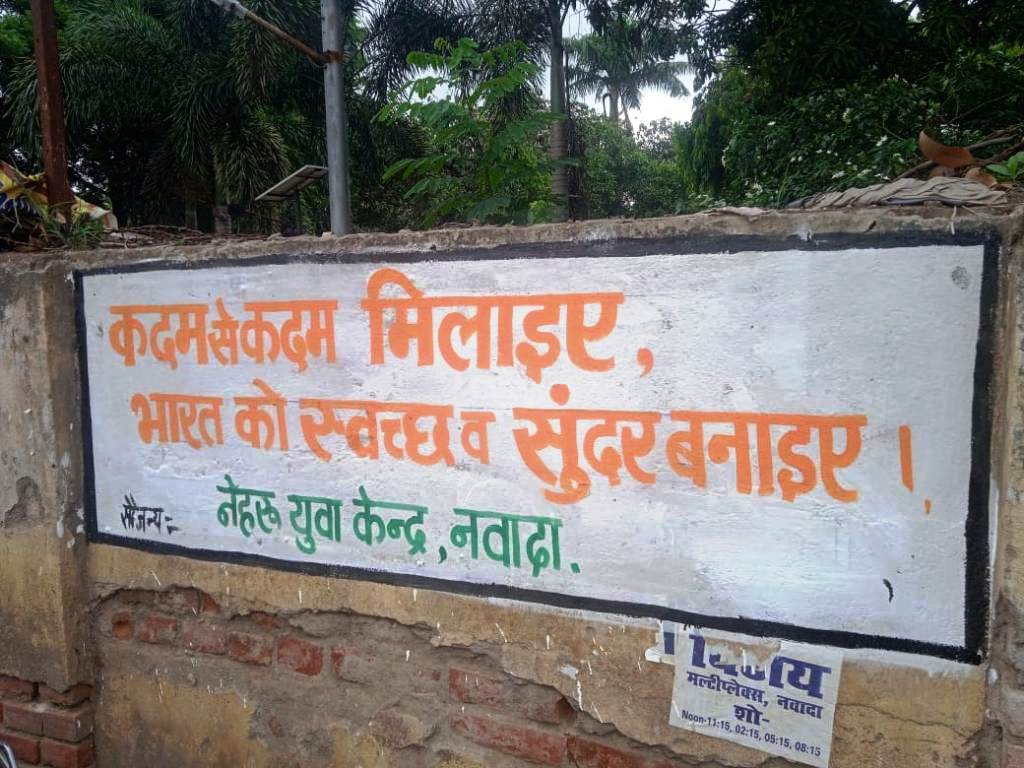 कदम से कदम मिलाइए,
भारत को स्वच्छ व सुंदर बनाइए ।
सौजन्य :-
नेहरू युवा केन्द्र, नवादा.
मल्टीप्लेक्स, नवादा
शो-
Noon-11:15, 02:15, 05:15, 08:15